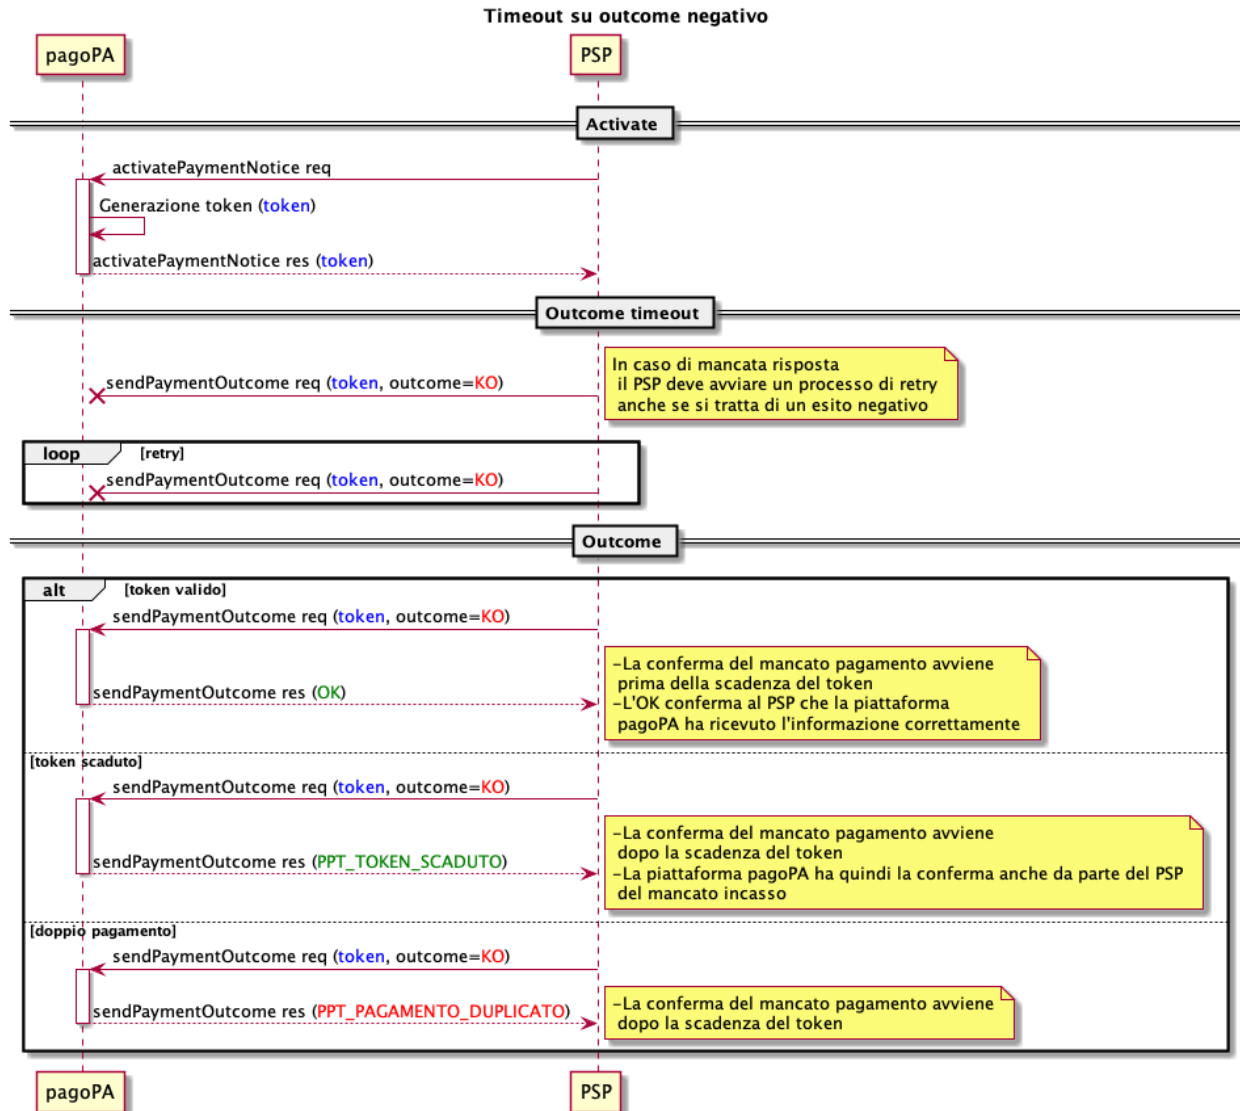 Timeout su outcome negativo
pagoPA
PSP
Activate
activatePaymentNotice req
Generazione token (token)
activatePaymentNotice res (token)
Outcome timeout
In caso di mancata risposta
il PSP deve avviare un processo di retry
anche se si tratta di un esito negativo
sendPaymentOutcome req (token, outcome=KO)
loop
[retry]
sendPaymentOutcome req (token, outcome=KO)
Outcome
alt
[token valido]
sendPaymentOutcome req (token, outcome=KO)
-La conferma del mancato pagamento avviene
prima della scadenza del token
-L'OK conferma al PSP che la piattaforma
pagoPA ha ricevuto l'informazione correttamente
sendPaymentOutcome res (OK)
[token scaduto]
sendPaymentOutcome req (token, outcome=KO)
-La conferma del mancato pagamento avviene
dopo la scadenza del token
-La piattaforma pagoPA ha quindi la conferma anche da parte del PSP
del mancato incasso
sendPaymentOutcome res (PPT_TOKEN_SCADUTO)
[doppio pagamento]
sendPaymentOutcome req (token, outcome=KO)
-La conferma del mancato pagamento avviene
dopo la scadenza del token
sendPaymentOutcome res (PPT_PAGAMENTO_DUPLICATO)
pagoPA
PSP